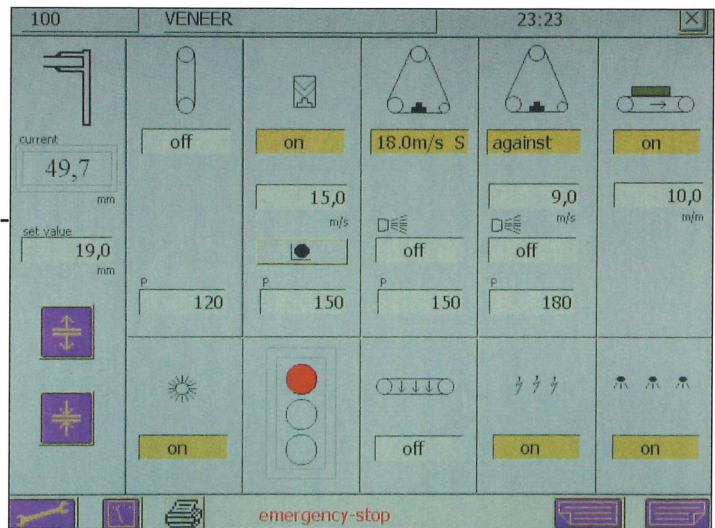 100 VENEER 23:23
current
49,7
mm
set value
19,0
mm
off on 18.0m/s S against on
15,0 9,0 10,0
m/s m/s m/m
off off
P P P P
120 150 150 180
on off on on
emergency-stop